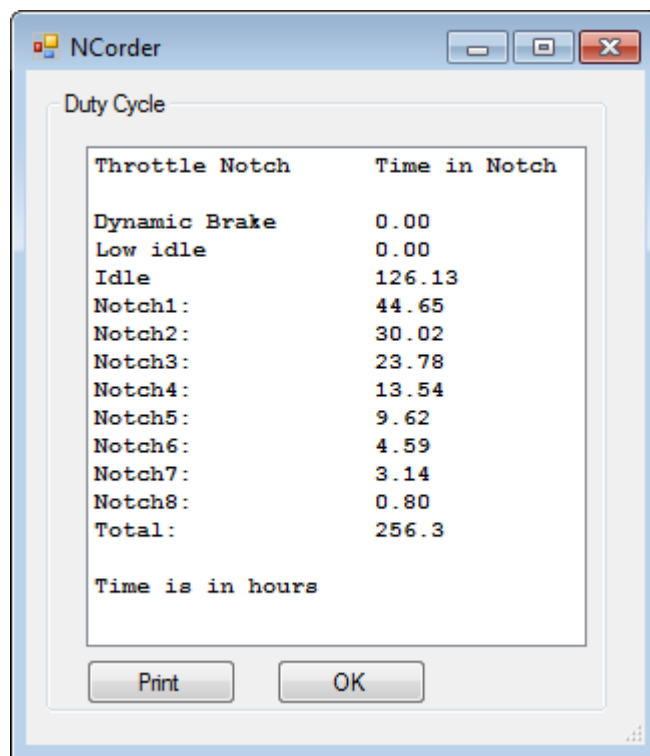 NCorder
Duty Cycle
Throttle Notch Time in Notch
Dynamic Brake 0.00
Low idle 0.00
Idle 126.13
Notch1: 44.65
Notch2: 30.02
Notch3: 23.78
Notch4: 13.54
Notch5: 9.62
Notch6: 4.59
Notch7: 3.14
Notch8: 0.80
Total: 256.3
Time is in hours
Print OK